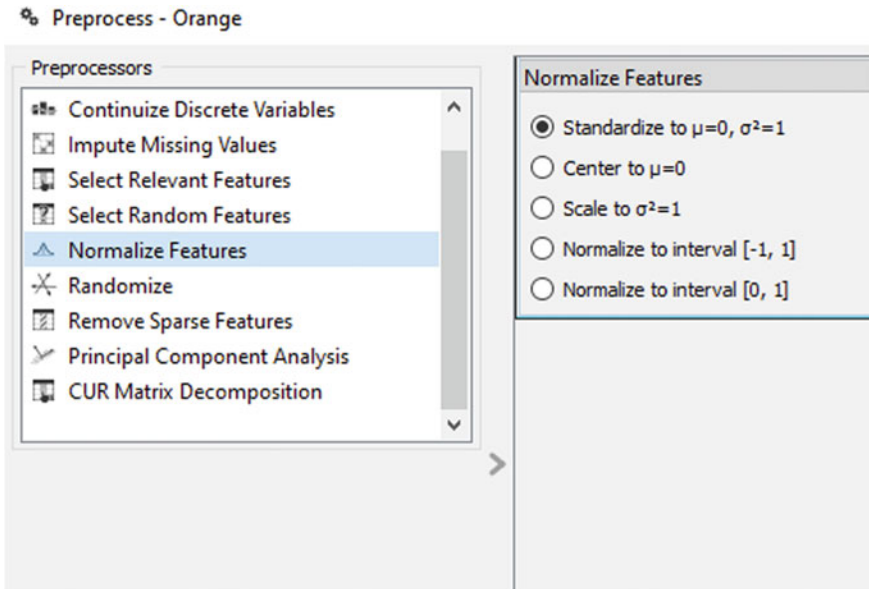 Preprocess - Orange
Preprocessors
Continuize Discrete Variables
Impute Missing Values
Select Relevant Features
Select Random Features
Normalize Features
Randomize
Remove Sparse Features
Principal Component Analysis
CUR Matrix Decomposition
Normalize Features
Standardize to μ=0, σ²=1
Center to μ=0
Scale to σ²=1
Normalize to interval [-1, 1]
Normalize to interval [0, 1]